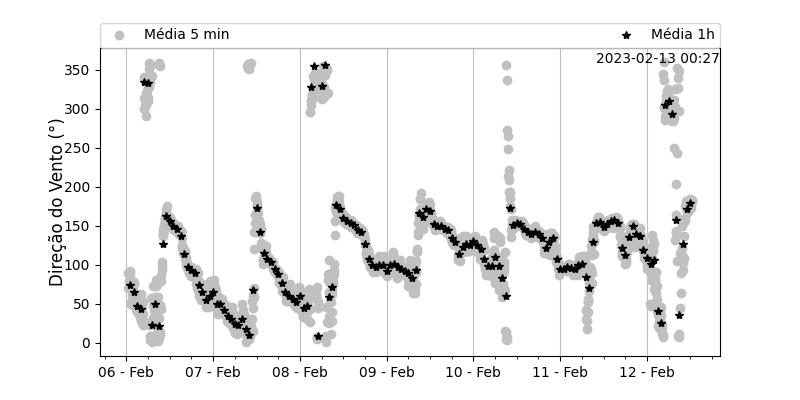 Média 5 min
Média 1h
2023-02-13 00:27
Direção do Vento (°)
350
300
250
200
150
100
50
0
06 - Feb
07 - Feb
08 - Feb
09 - Feb
10 - Feb
11 - Feb
12 - Feb